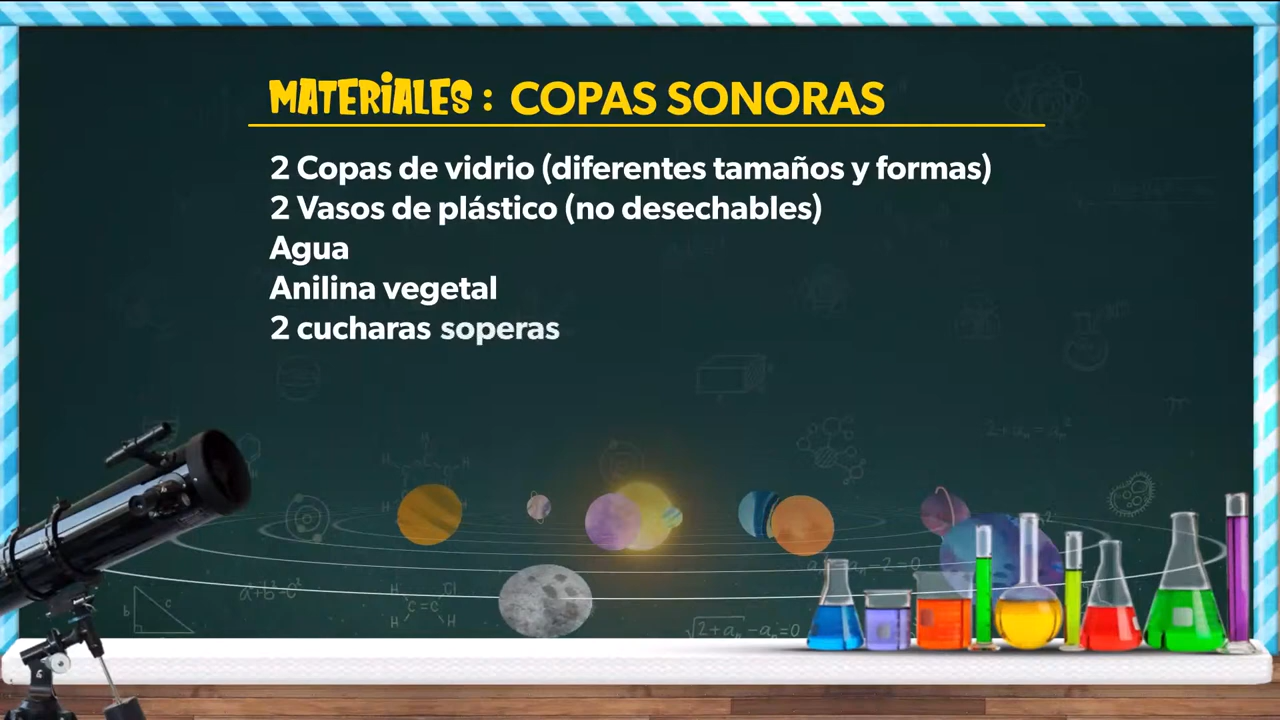 MATERIALES : COPAS SONORAS
2 Copas de vidrio (diferentes tamaños y formas)
2 Vasos de plástico (no desechables)
Agua
Anilina vegetal
2 cucharas soperas